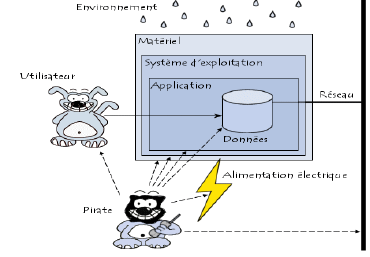 Environnement
Matériel
Système d'exploitation
Utilisateur
Application
Réseau
Données
Alimentation électrique
Pirate